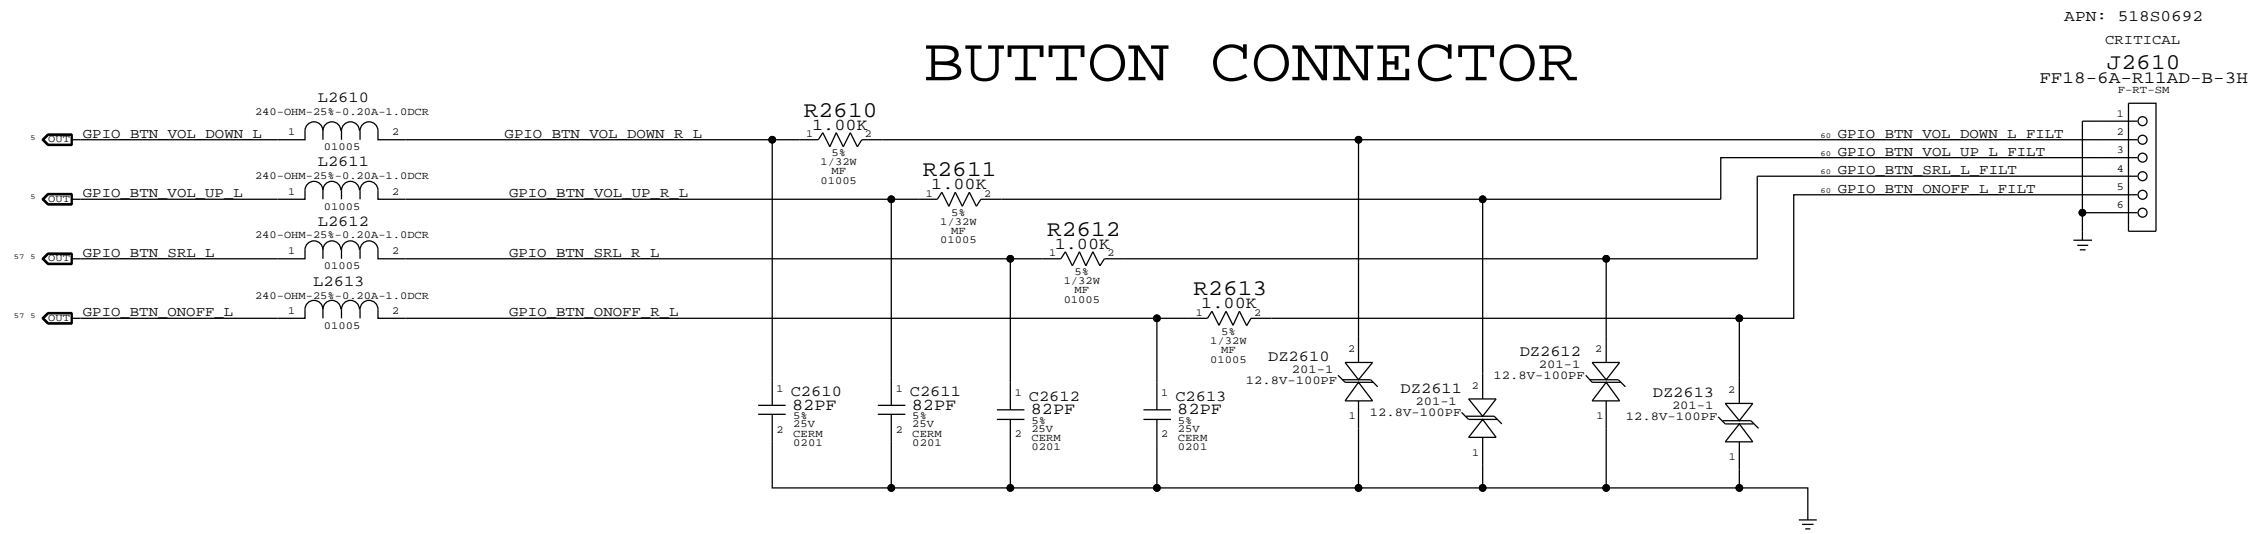 APN: 518S0692
CRITICAL
BUTTON CONNECTOR
J2610
FF18-6A-R11AD-B-3H
F-RT-SM
L2610
240-OHM-25%-0.20A-1.0DCR
5 OUT GPIO_BTN_VOL_DOWN_L 1 2 GPIO_BTN_VOL_DOWN_R_L
01005
R2610
1.00K
1 2
5%
1/32W
MF
01005
L2611
240-OHM-25%-0.20A-1.0DCR
5 OUT GPIO_BTN_VOL_UP_L 1 2 GPIO_BTN_VOL_UP_R_L
01005
R2611
1.00K
1 2
5%
1/32W
MF
01005
L2612
240-OHM-25%-0.20A-1.0DCR
57 5 OUT GPIO_BTN_SRL_L 1 2 GPIO_BTN_SRL_R_L
01005
R2612
1.00K
1 2
5%
1/32W
MF
01005
L2613
240-OHM-25%-0.20A-1.0DCR
57 5 OUT GPIO_BTN_ONOFF_L 1 2 GPIO_BTN_ONOFF_R_L
01005
R2613
1.00K
1 2
5%
1/32W
MF
01005
1
60 GPIO_BTN_VOL_DOWN_L_FILT 2
60 GPIO_BTN_VOL_UP_L_FILT 3
60 GPIO_BTN_SRL_L_FILT 4
60 GPIO_BTN_ONOFF_L_FILT 5
6
1 C2610
82PF
5%
25V
2 CERM
0201
1 C2611
82PF
5%
25V
2 CERM
0201
1 C2612
82PF
5%
25V
2 CERM
0201
1 C2613
82PF
5%
25V
2 CERM
0201
DZ2610 2
201-1
12.8V-100PF
1
DZ2611 2
201-1
12.8V-100PF
1
DZ2612 2
201-1
12.8V-100PF
1
DZ2613 2
201-1
12.8V-100PF
1